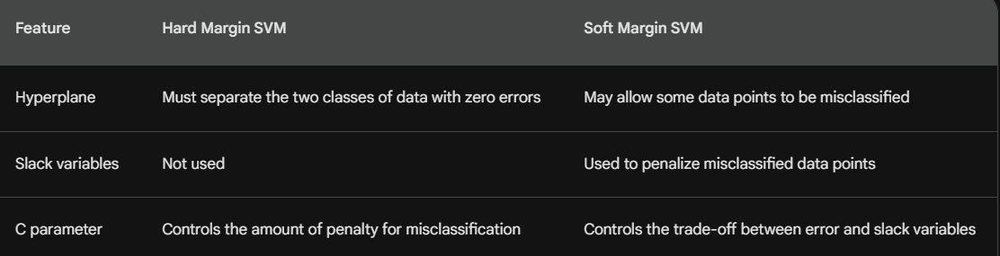 Feature Hard Margin SVM Soft Margin SVM
Hyperplane Must separate the two classes of data with zero errors May allow some data points to be misclassified
Slack variables Not used Used to penalize misclassified data points
C parameter Controls the amount of penalty for misclassification Controls the trade-off between error and slack variables